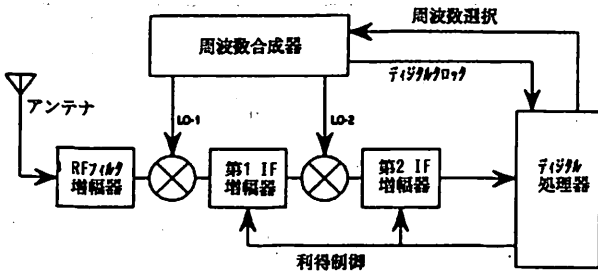 周波数選択
周波数合成器
ディジタルクロック
アンテナ
LO-1
LO-2
RFフィルタ
増幅器
第1 IF
増幅器
第2 IF
増幅器
ディジタル
処理器
利得制御